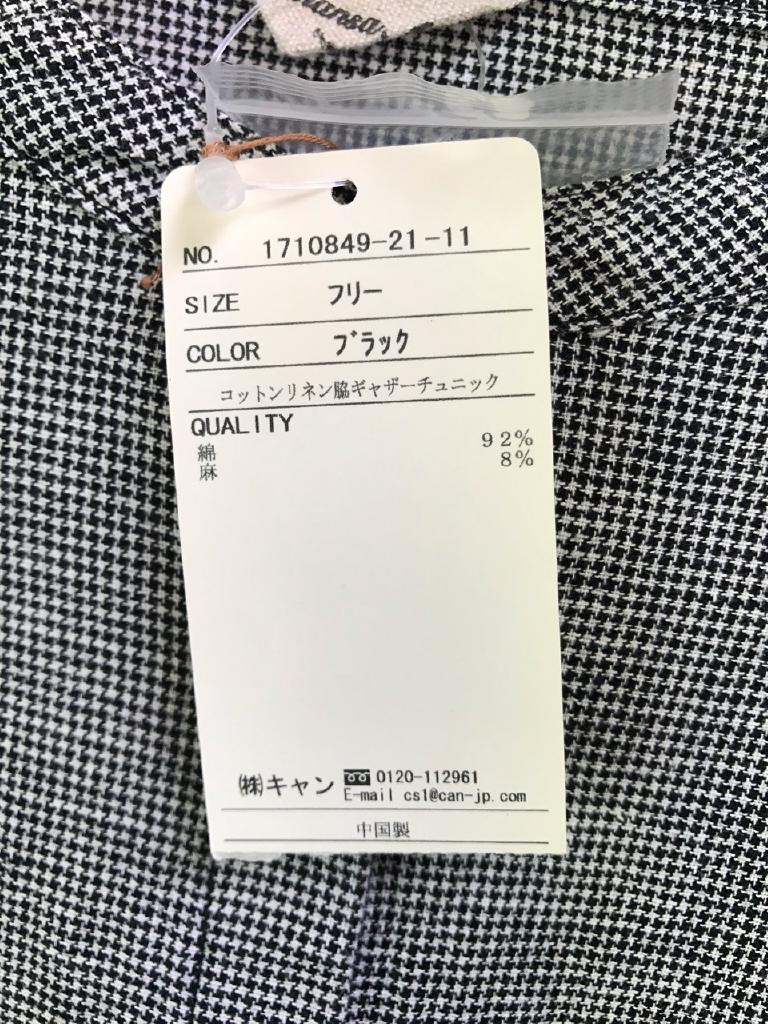 NO. 1710849-21-11
SIZE フリー
COLOR ブラック
コットンリネン脇ギャザーチュニック
QUALITY
綿 92%
麻 8%
㈱キャン 0120-112961
E-mail cs1@can-jp.com
中国製